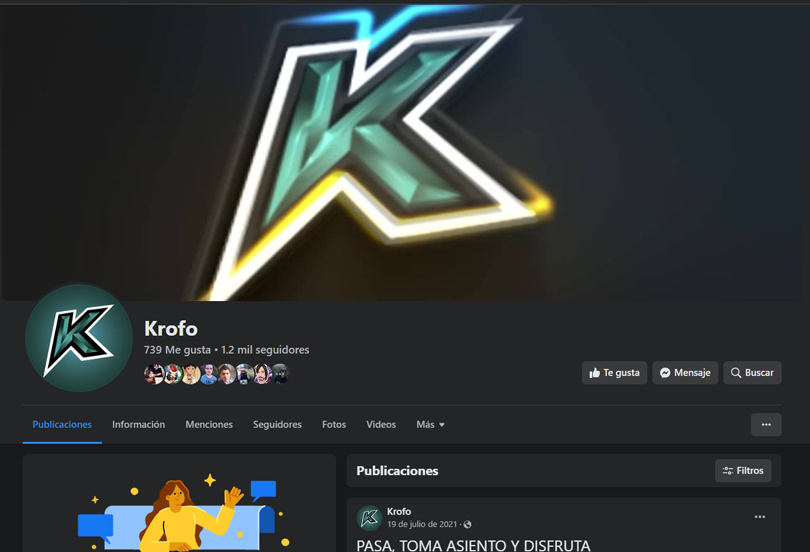 K
K
Krofo
739 Me gusta • 1.2 mil seguidores
Te gusta Mensaje Buscar
Publicaciones Información Menciones Seguidores Fotos Videos Más
Publicaciones
Filtros
Krofo
19 de julio de 2021 ·
PASA, TOMA ASIENTO Y DISFRUTA